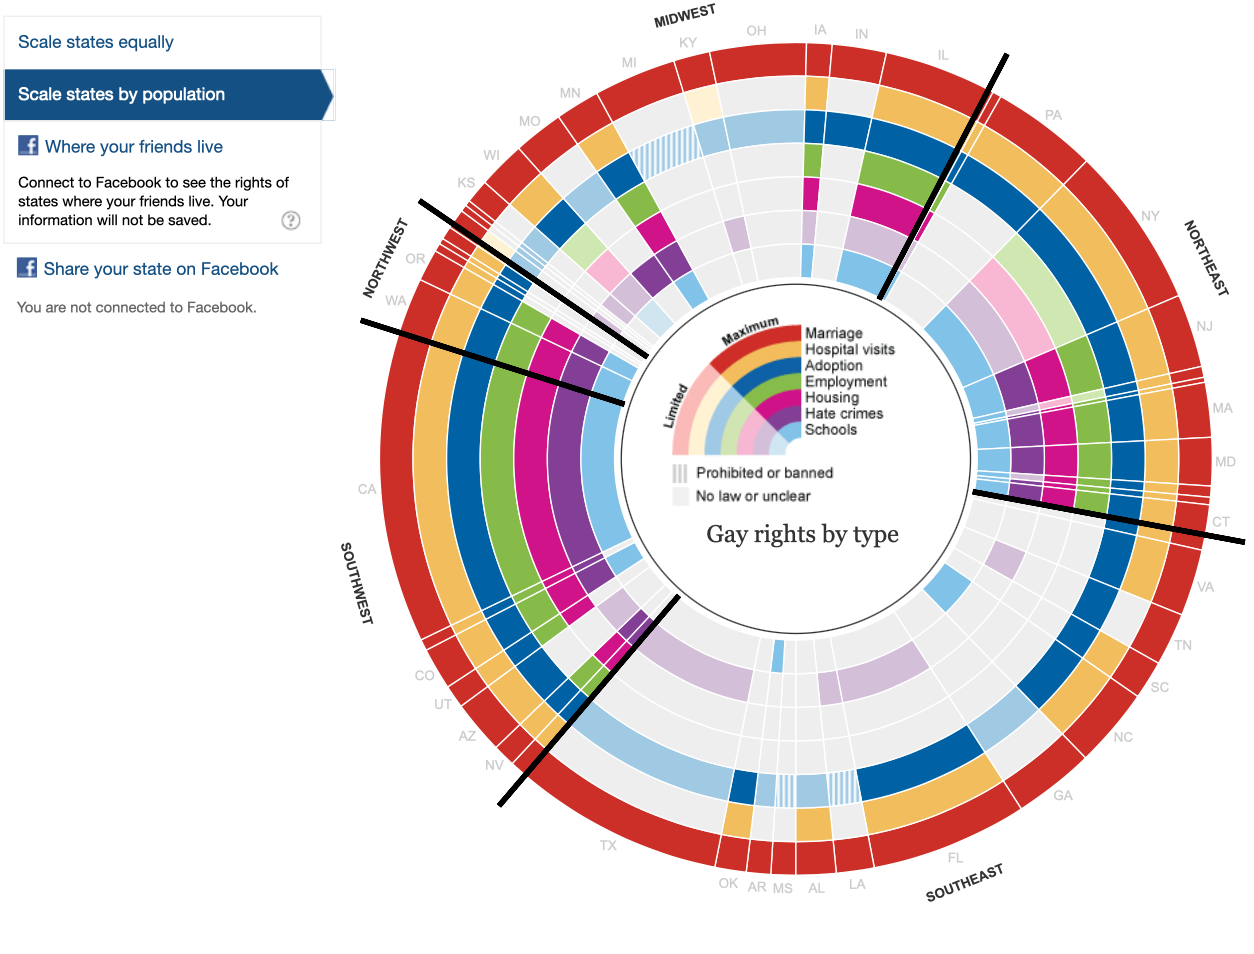 Scale states equally
Scale states by population
Where your friends live
Connect to Facebook to see the rights of
states where your friends live. Your
information will not be saved.
?
Share your state on Facebook
You are not connected to Facebook.
MIDWEST
KY
OH
IA
IN
IL
MI
MN
MO
WI
KS
PA
NY
NORTHEAST
NJ
MA
MD
CT
NORTHWEST
OR
WA
CA
SOUTHWEST
CO
UT
AZ
NV
TX
OK
AR
MS
AL
LA
FL
SOUTHEAST
GA
NC
SC
TN
VA
Maximum
Limited
Marriage
Hospital visits
Adoption
Employment
Housing
Hate crimes
Schools
Prohibited or banned
No law or unclear
Gay rights by type